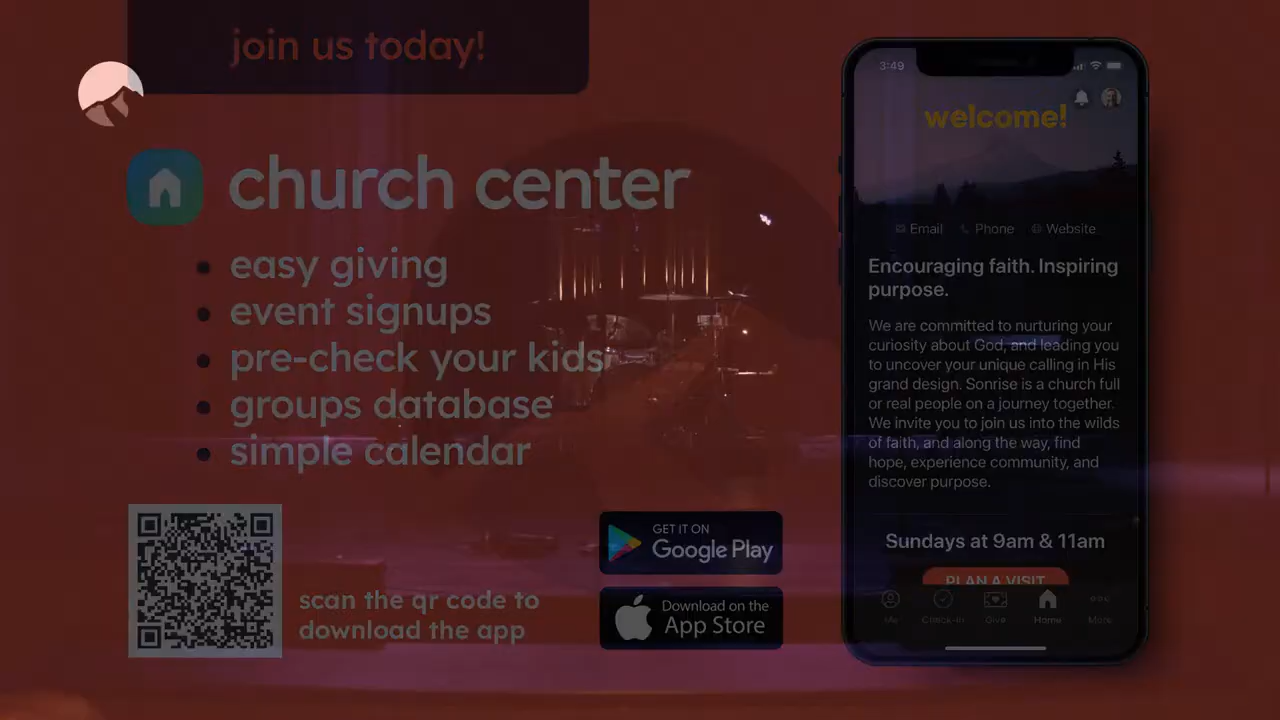 join us today!
church center
easy giving
event signups
pre-check your kids
groups database
simple calendar
scan the qr code to
download the app
GET IT ON
Google Play
Download on the
App Store
3:49
welcome!
Email Phone Website
Encouraging faith. Inspiring
purpose.
We are committed to nurturing your
curiosity about God, and leading you
to uncover your unique calling in His
grand design. Sonrise is a church full
or real people on a journey together.
We invite you to join us into the wilds
of faith, and along the way, find
hope, experience community, and
discover purpose.
Sundays at 9am & 11am
PLAN A VISIT
Me Check-in Give Home More